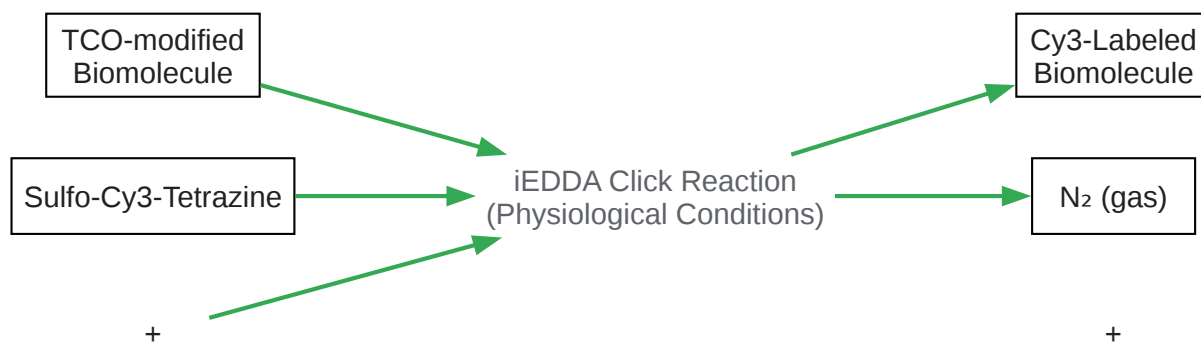 TCO-modified
Biomolecule
Sulfo-Cy3-Tetrazine
+
iEDDA Click Reaction
(Physiological Conditions)
Cy3-Labeled
Biomolecule
N₂ (gas)
+